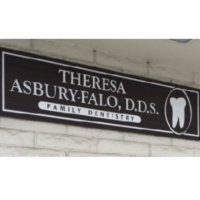 THERESA
ASBURY-FALO, D.D.S.
FAMILY DENTISTRY